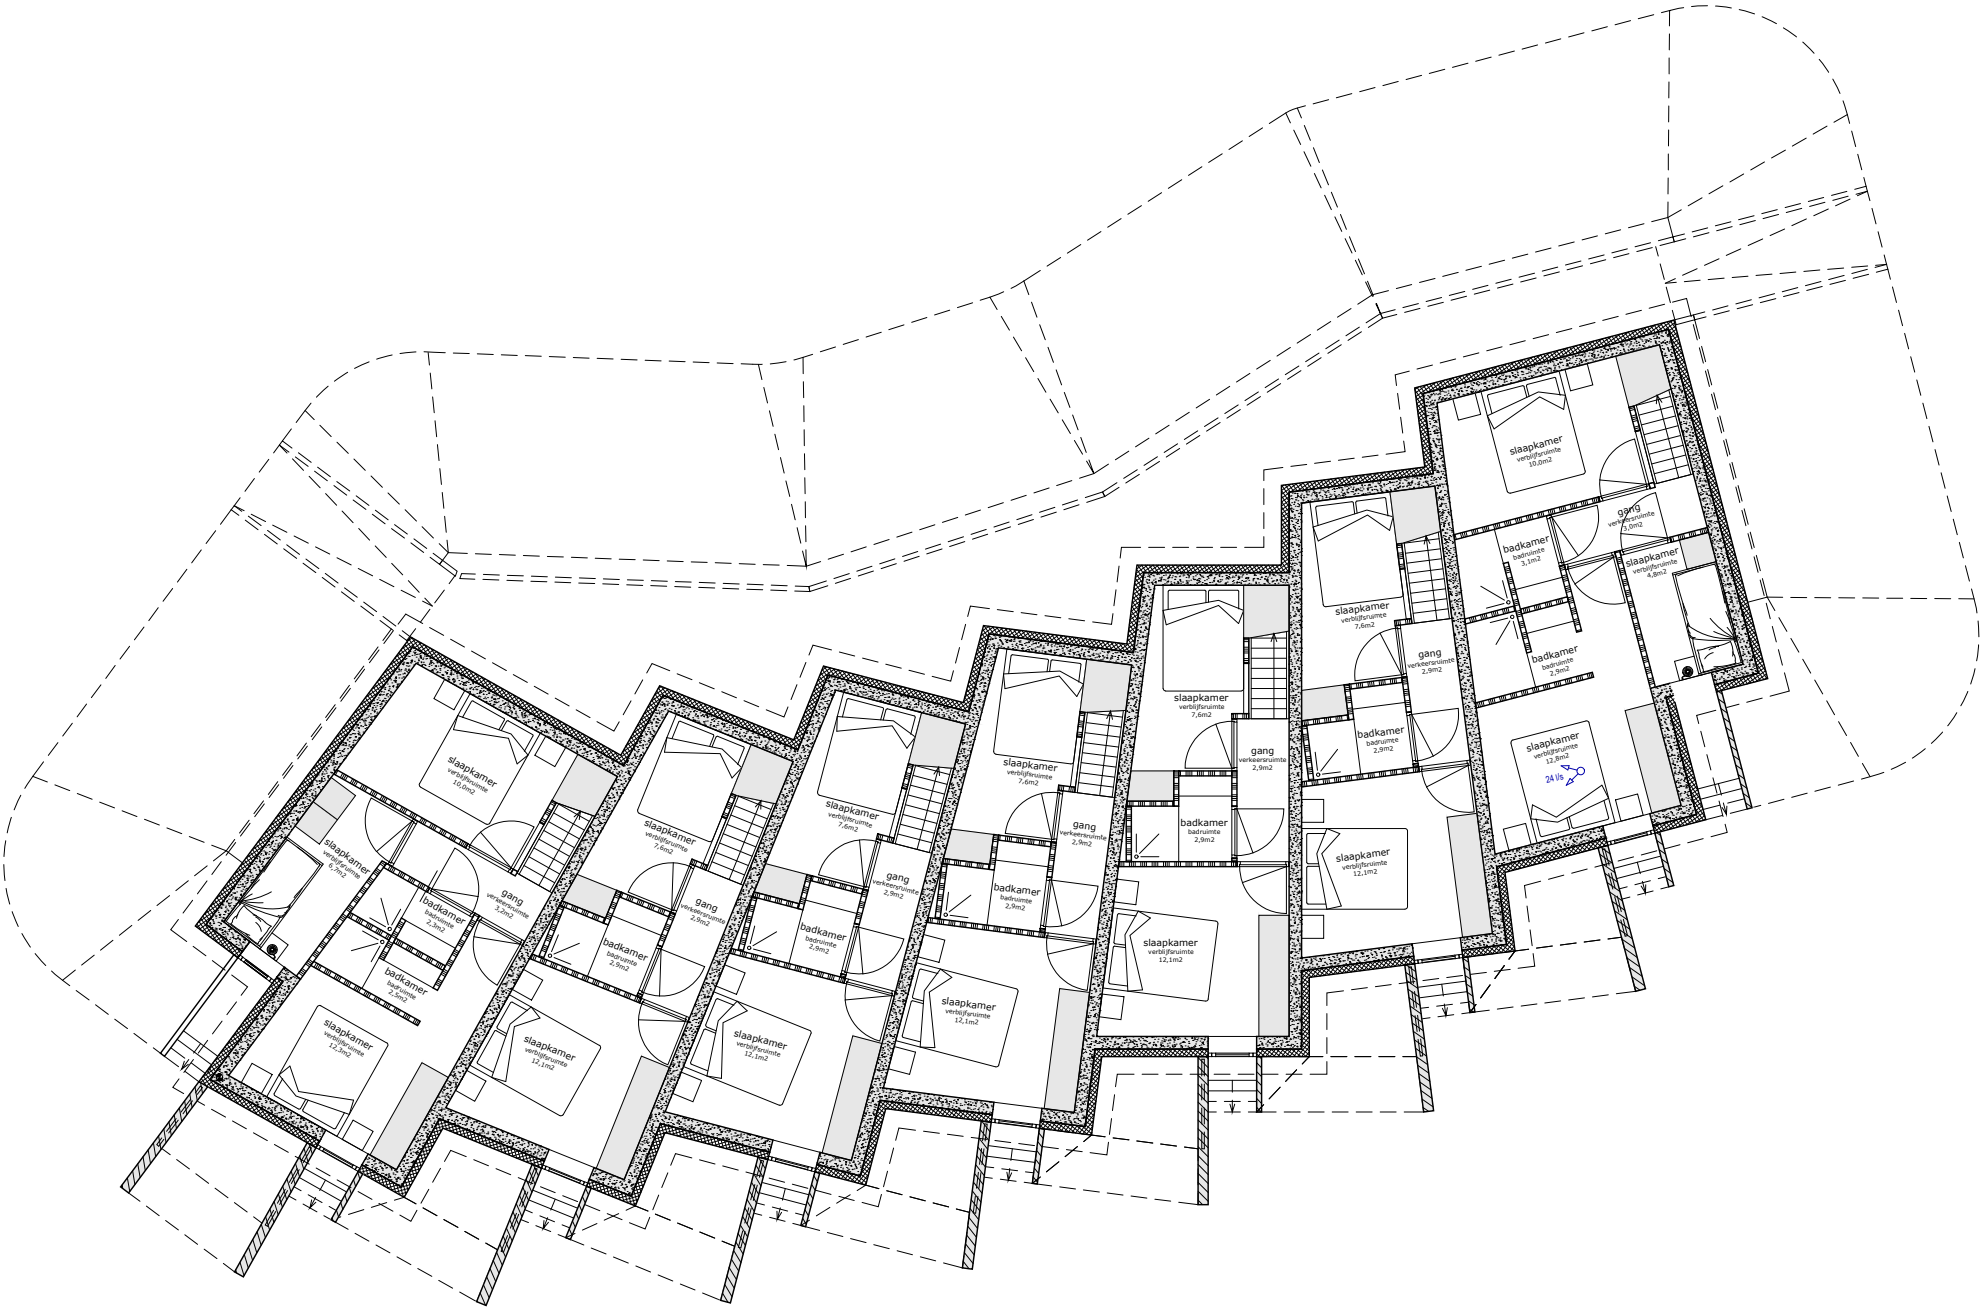 slaapkamer
verblijfsruimte
10,0m2
slaapkamer
verblijfsruimte
6,7m2
gang
verkeersruimte
3,2m2
badkamer
badruimte
2,3m2
badkamer
badruimte
2,5m2
slaapkamer
verblijfsruimte
12,3m2
slaapkamer
verblijfsruimte
7,6m2
gang
verkeersruimte
2,9m2
badkamer
badruimte
2,9m2
slaapkamer
verblijfsruimte
12,1m2
slaapkamer
verblijfsruimte
7,6m2
gang
verkeersruimte
2,9m2
badkamer
badruimte
2,9m2
slaapkamer
verblijfsruimte
12,1m2
slaapkamer
verblijfsruimte
7,6m2
gang
verkeersruimte
2,9m2
badkamer
badruimte
2,9m2
slaapkamer
verblijfsruimte
12,1m2
slaapkamer
verblijfsruimte
7,6m2
gang
verkeersruimte
2,9m2
badkamer
badruimte
2,9m2
slaapkamer
verblijfsruimte
12,1m2
slaapkamer
verblijfsruimte
7,6m2
gang
verkeersruimte
2,9m2
badkamer
badruimte
2,9m2
slaapkamer
verblijfsruimte
12,1m2
slaapkamer
verblijfsruimte
10,0m2
gang
verkeersruimte
3,0m2
badkamer
badruimte
3,1m2
slaapkamer
verblijfsruimte
4,8m2
badkamer
badruimte
2,9m2
slaapkamer
verblijfsruimte
12,8m2
24 l/s